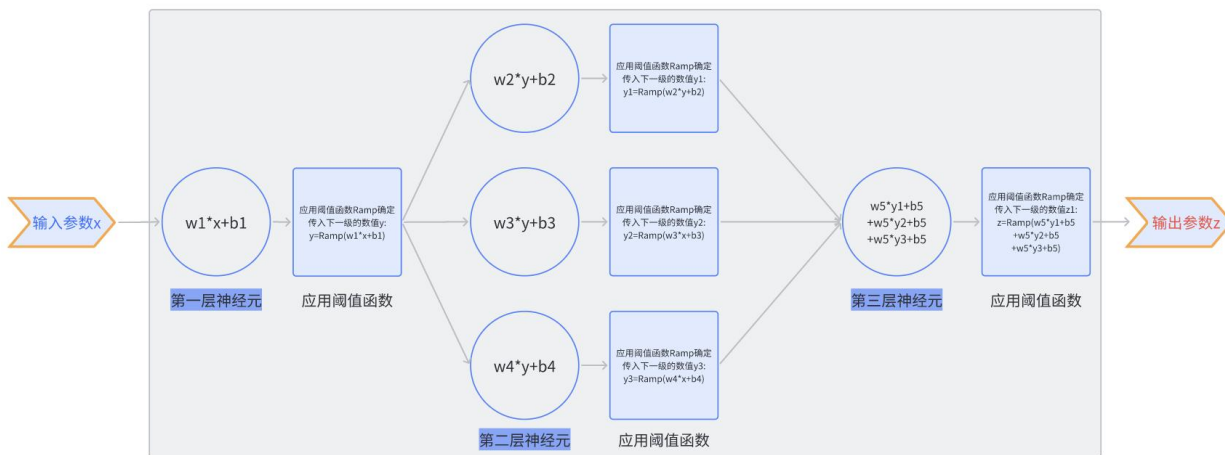 输入参数x
w1*x+b1
第一层神经元
应用阈值函数Ramp确定
传入下一级的数值y:
y=Ramp(w1*x+b1)
应用阈值函数
w2*y+b2
应用阈值函数Ramp确定
传入下一级的数值y1:
y1=Ramp(w2*y+b2)
w3*y+b3
应用阈值函数Ramp确定
传入下一级的数值y2:
y2=Ramp(w3*x+b3)
w4*y+b4
第二层神经元
应用阈值函数Ramp确定
传入下一级的数值y3:
y3=Ramp(w4*x+b4)
应用阈值函数
w5*y1+b5
+w5*y2+b5
+w5*y3+b5
第三层神经元
应用阈值函数Ramp确定
传入下一级的数值z1:
z=Ramp(w5*y1+b5
+w5*y2+b5
+w5*y3+b5)
应用阈值函数
输出参数z